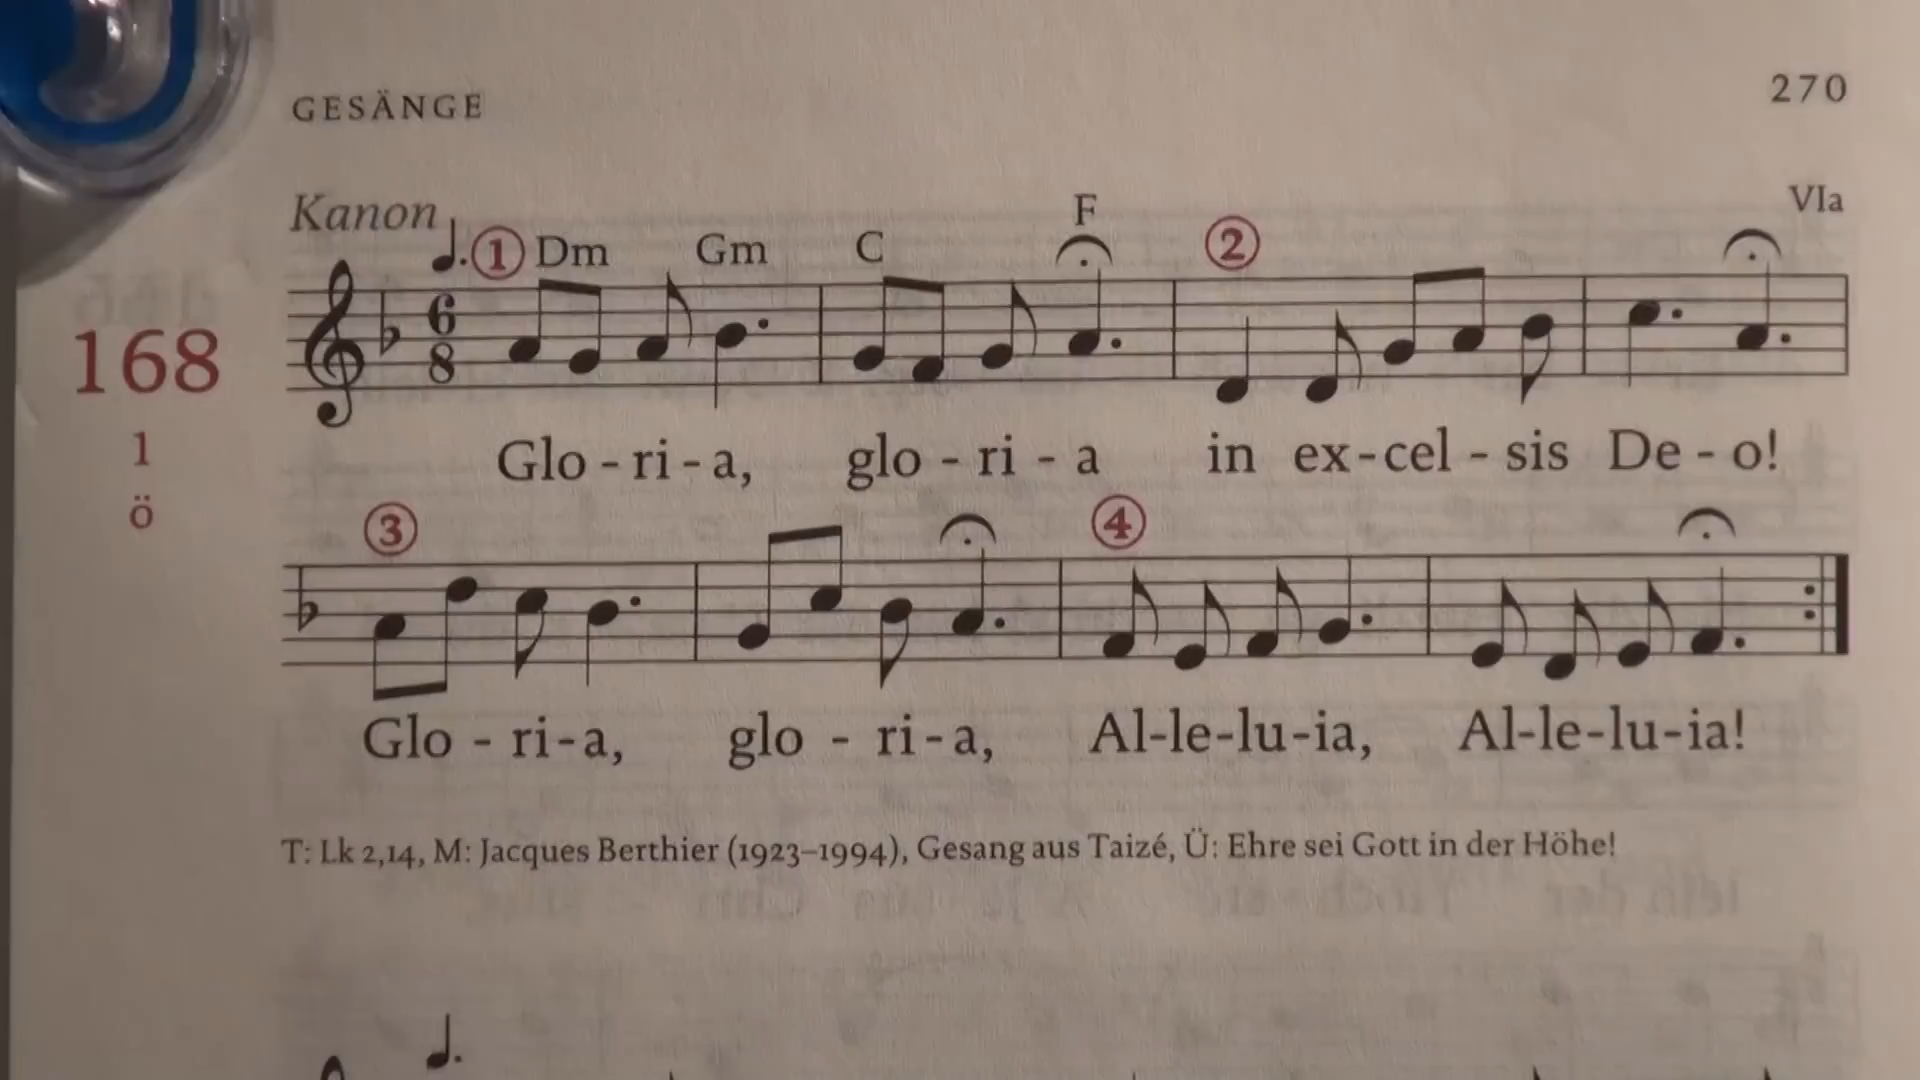 GESÄNGE 270
Kanon ① Dm Gm C F ② VIa
6
8
168
Glo - ri - a, glo - ri - a in ex - cel - sis De - o!
1
ö
③ ④
Glo - ri - a, glo - ri - a, Al-le-lu-ia, Al-le-lu-ia!
T: Lk 2,14, M: Jacques Berthier (1923–1994), Gesang aus Taizé, Ü: Ehre sei Gott in der Höhe!